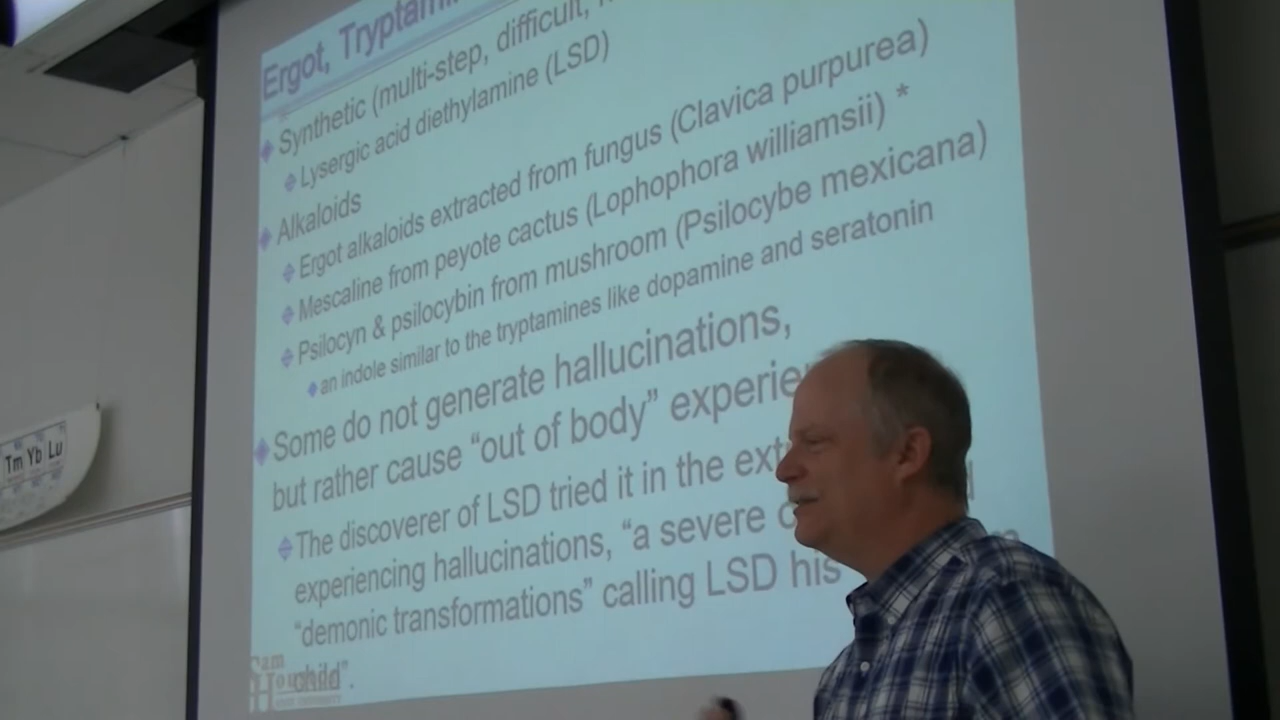 Ergot,
Synthetic (multi-step, difficult,
Lysergic acid diethylamine (LSD)
Alkaloids
Ergot alkaloids extracted from fungus (Clavica purpurea)
Mescaline from peyote cactus (Lophophora williamsii) *
Psilocyn & psilocybin from mushroom (Psilocybe mexicana)
an indole similar to the tryptamines like dopamine and seratonin
Some do not generate hallucinations,
but rather cause “out of body”
The discoverer of LSD tried it in the
experiencing hallucinations, “a severe
“demonic transformations” calling LSD his
child”.
Sam
Tm Yb Lu